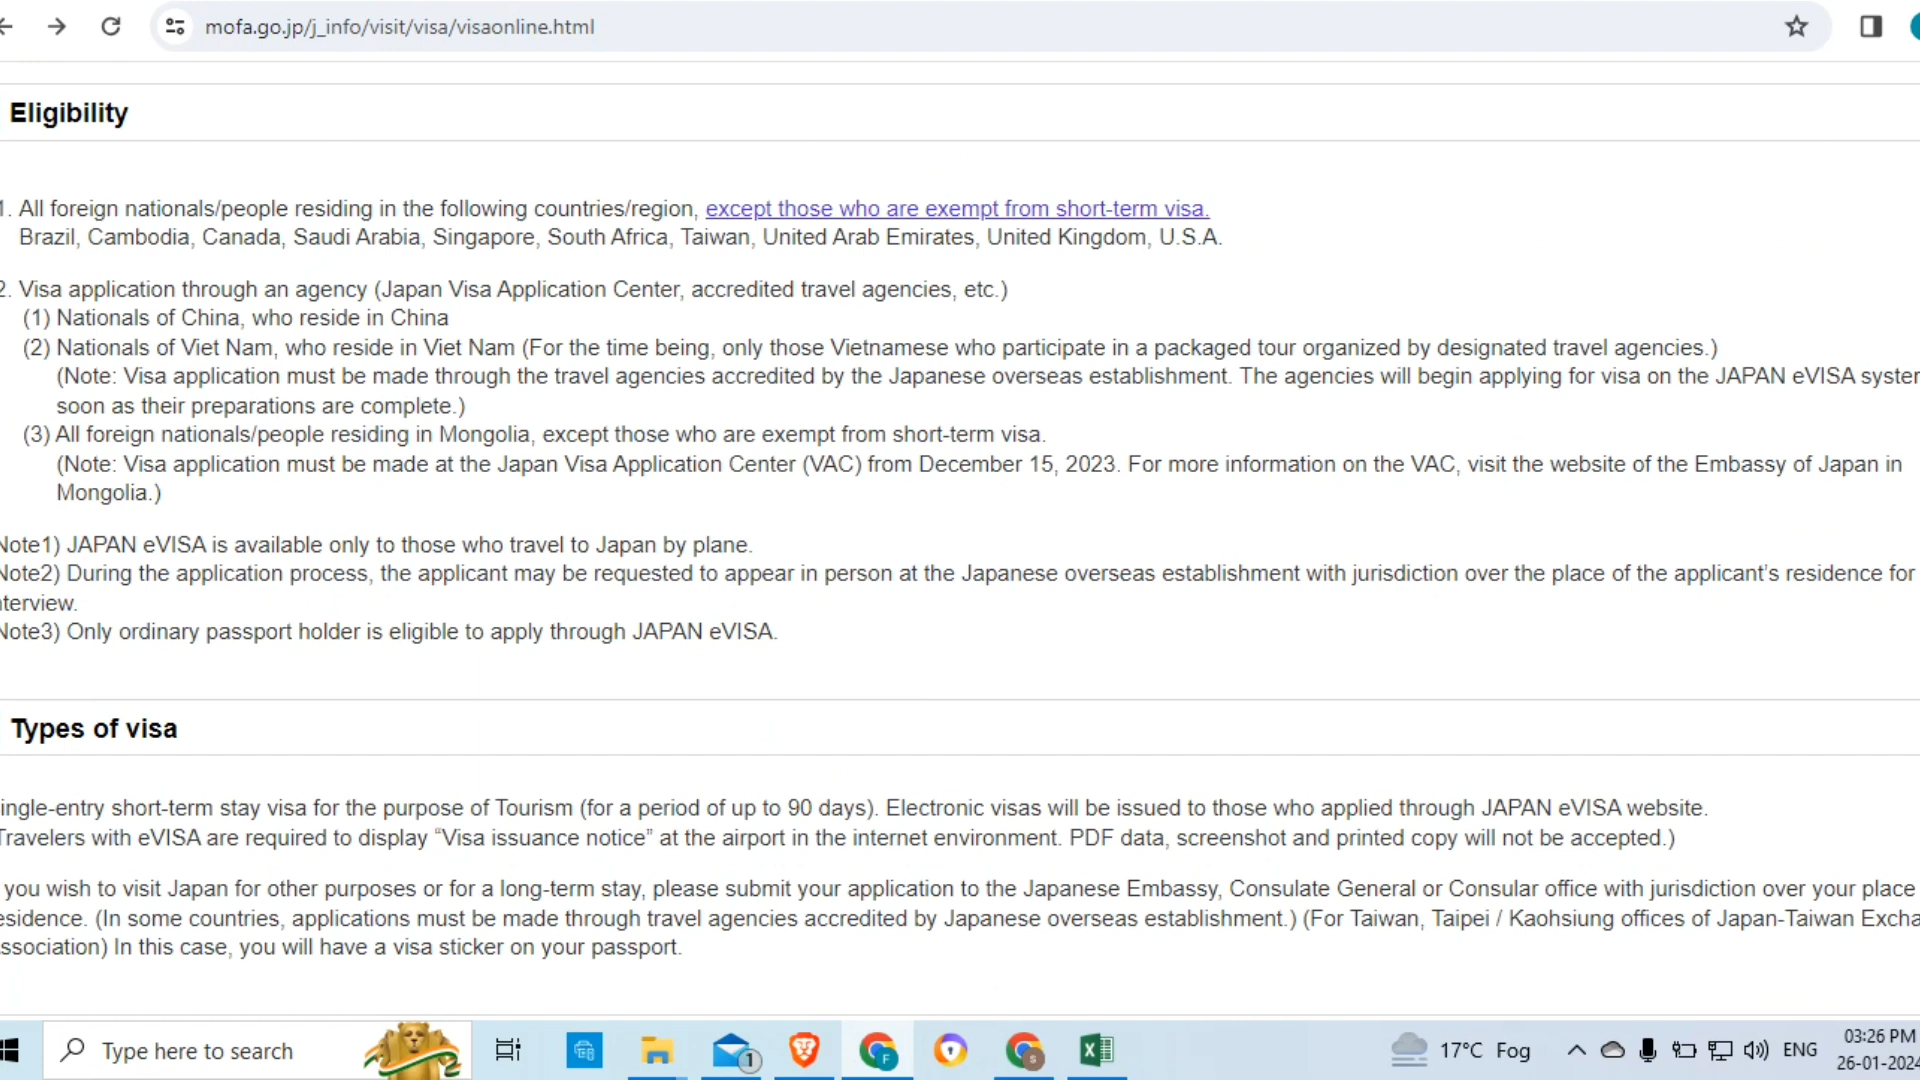 mofa.go.jp/j_info/visit/visa/visaonline.html
Eligibility
1. All foreign nationals/people residing in the following countries/region, except those who are exempt from short-term visa.
Brazil, Cambodia, Canada, Saudi Arabia, Singapore, South Africa, Taiwan, United Arab Emirates, United Kingdom, U.S.A.
2. Visa application through an agency (Japan Visa Application Center, accredited travel agencies, etc.)
(1) Nationals of China, who reside in China
(2) Nationals of Viet Nam, who reside in Viet Nam (For the time being, only those Vietnamese who participate in a packaged tour organized by designated travel agencies.)
(Note: Visa application must be made through the travel agencies accredited by the Japanese overseas establishment. The agencies will begin applying for visa on the JAPAN eVISA syster
soon as their preparations are complete.)
(3) All foreign nationals/people residing in Mongolia, except those who are exempt from short-term visa.
(Note: Visa application must be made at the Japan Visa Application Center (VAC) from December 15, 2023. For more information on the VAC, visit the website of the Embassy of Japan in
Mongolia.)
Note1) JAPAN eVISA is available only to those who travel to Japan by plane.
Note2) During the application process, the applicant may be requested to appear in person at the Japanese overseas establishment with jurisdiction over the place of the applicant's residence for
terview.
Note3) Only ordinary passport holder is eligible to apply through JAPAN eVISA.
Types of visa
ingle-entry short-term stay visa for the purpose of Tourism (for a period of up to 90 days). Electronic visas will be issued to those who applied through JAPAN eVISA website.
Travelers with eVISA are required to display “Visa issuance notice” at the airport in the internet environment. PDF data, screenshot and printed copy will not be accepted.)
you wish to visit Japan for other purposes or for a long-term stay, please submit your application to the Japanese Embassy, Consulate General or Consular office with jurisdiction over your place
esidence. (In some countries, applications must be made through travel agencies accredited by Japanese overseas establishment.) (For Taiwan, Taipei / Kaohsiung offices of Japan-Taiwan Excha
ssociation) In this case, you will have a visa sticker on your passport.
Type here to search
1
F
S
17°C Fog
ENG
03:26 PM
26-01-2024